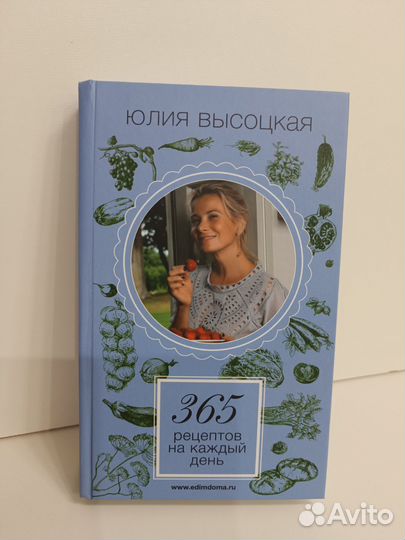 ЮЛИЯ ВЫСОЦКАЯ
365
рецептов
на каждый
день
www.edimdoma.ru
Avito